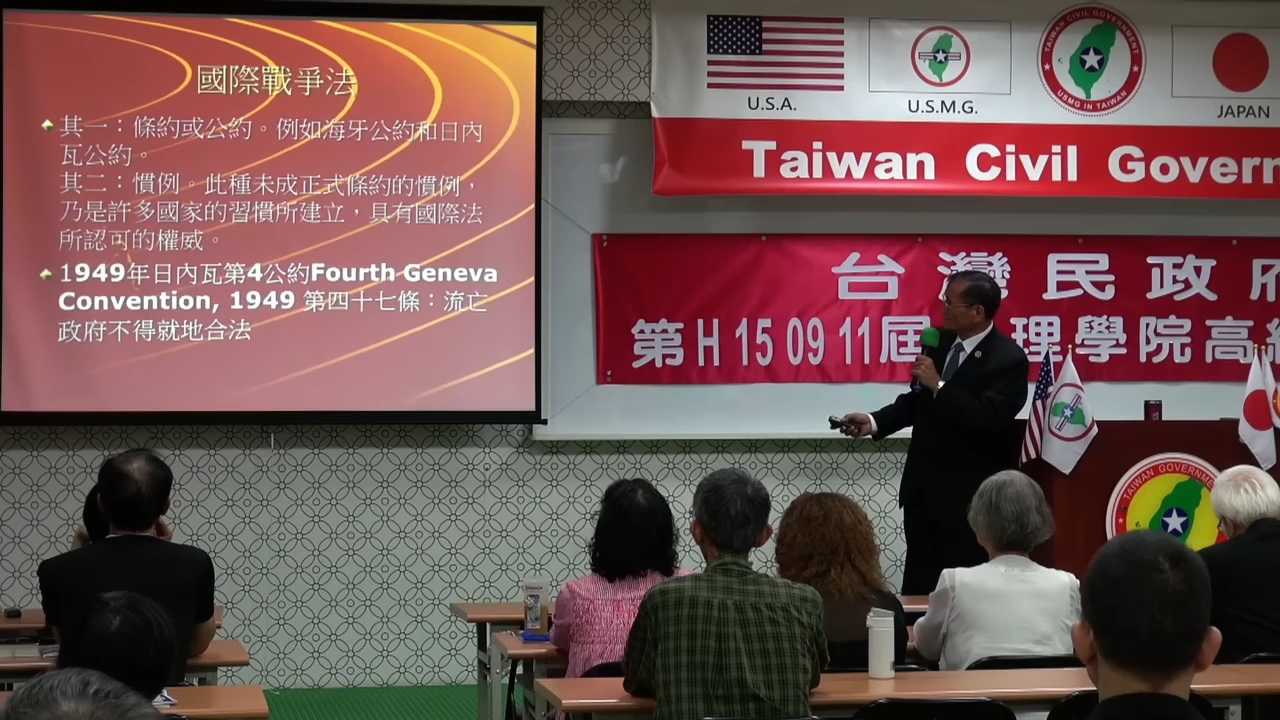 國際戰爭法
其一：條約或公約。例如海牙公約和日內
瓦公約。
其二：慣例。此種未成正式條約的慣例，
乃是許多國家的習慣所建立，具有國際法
所認可的權威。
1949年日內瓦第4公約Fourth Geneva
Convention, 1949 第四十七條：流亡
政府不得就地合法
U.S.A.
U.S.M.G.
TAIWAN CIVIL GOVERNMENT
USMG IN TAIWAN
JAPAN
Taiwan Civil Govern
台灣民政府
第H 15 09 11屆 理學院高
TAIWAN GOVERNME